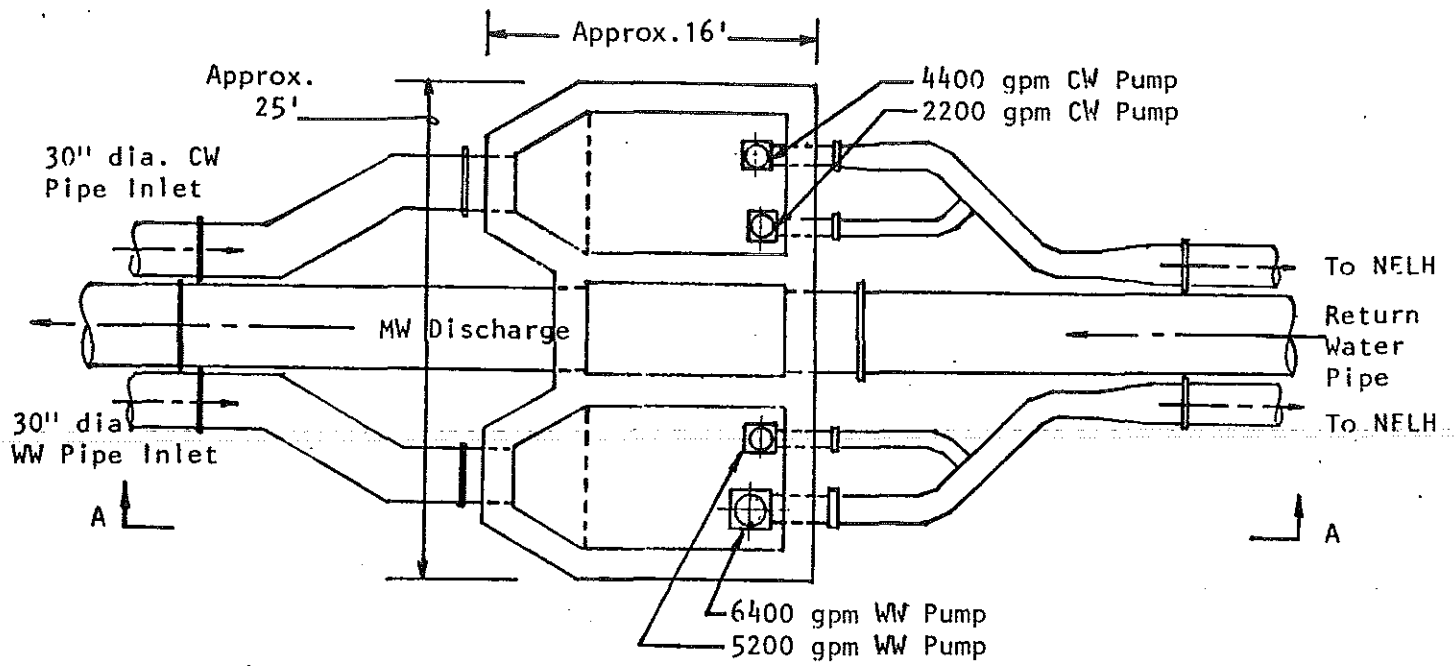 Approx.16'
Approx.
25'
4400 gpm CW Pump
2200 gpm CW Pump
30" dia. CW
Pipe Inlet
To NELH
MW Discharge
Return
Water
Pipe
30" dia.
WW Pipe Inlet
To NELH
A
A
6400 gpm WW Pump
5200 gpm WW Pump